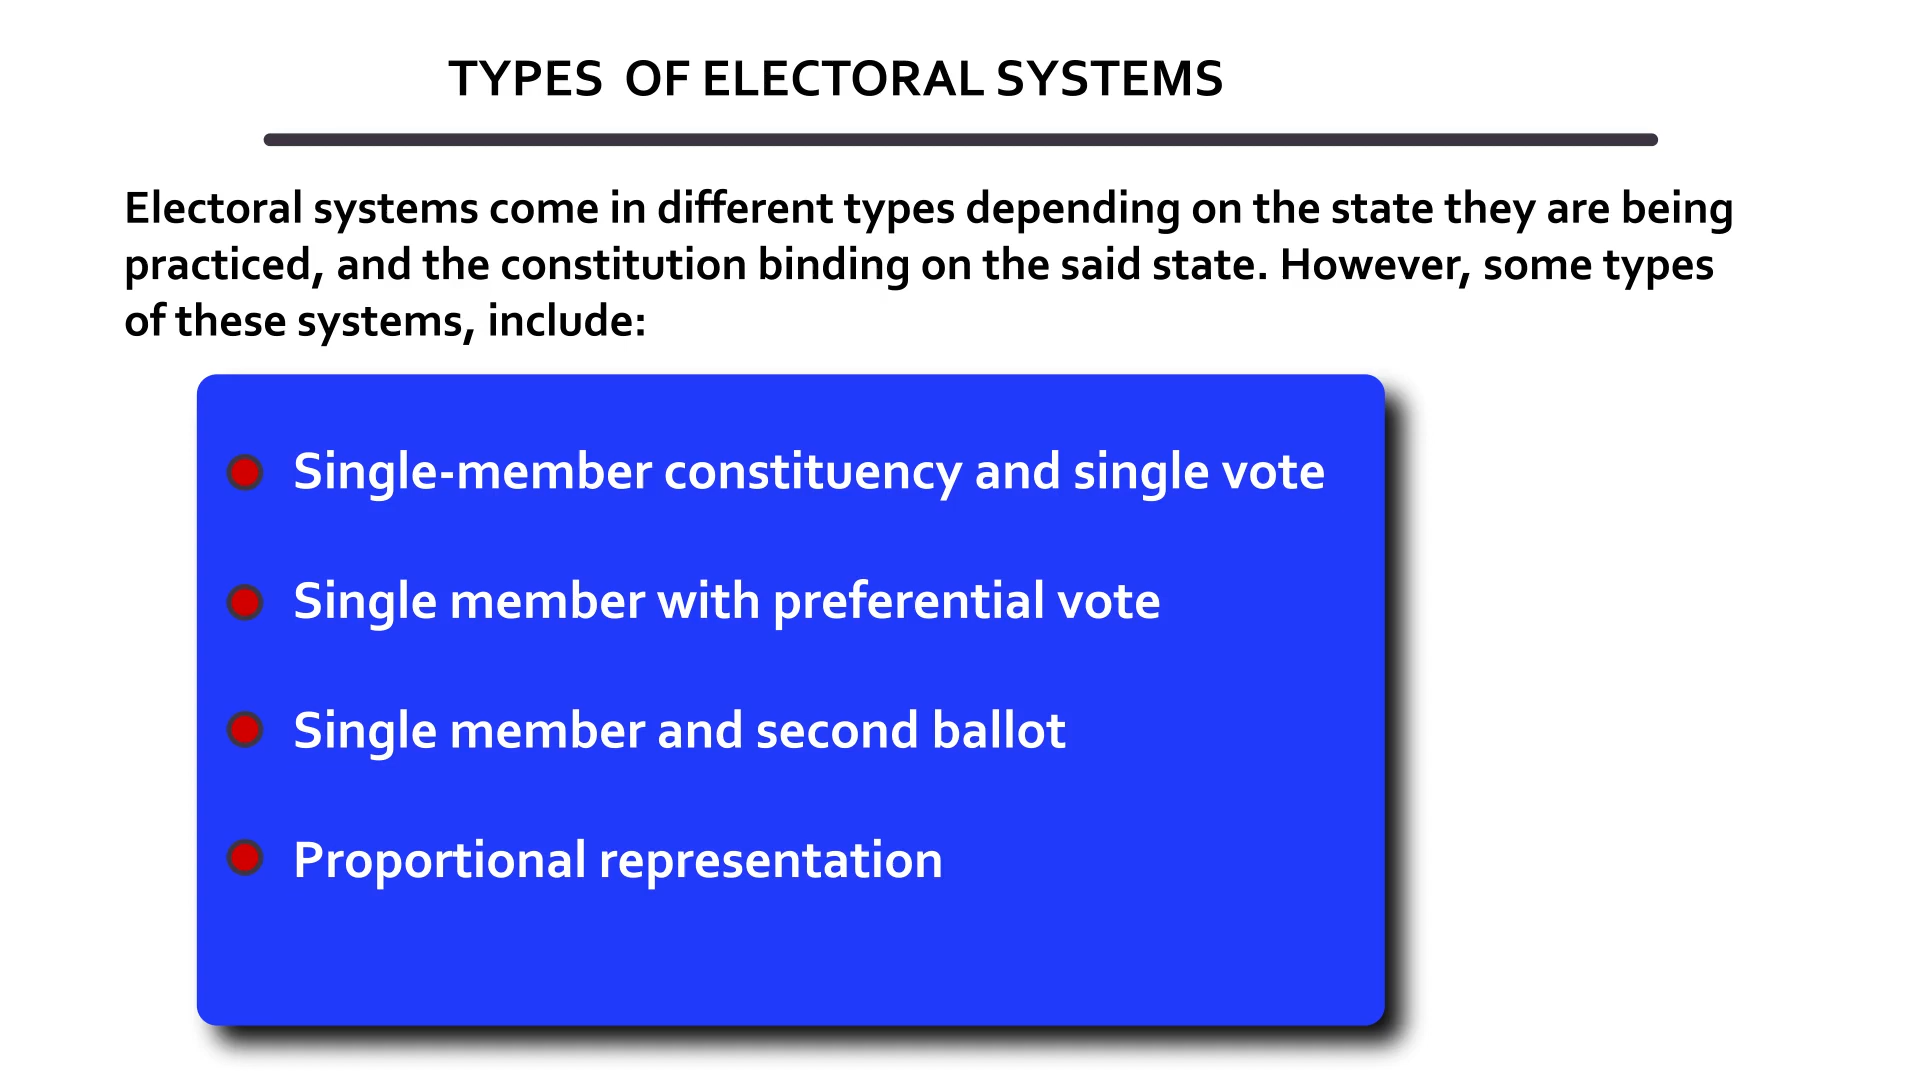 TYPES  OF ELECTORAL SYSTEMS
Electoral systems come in different types depending on the state they are being
practiced, and the constitution binding on the said state. However, some types
of these systems, include:
Single-member constituency and single vote
Single member with preferential vote
Single member and second ballot
Proportional representation